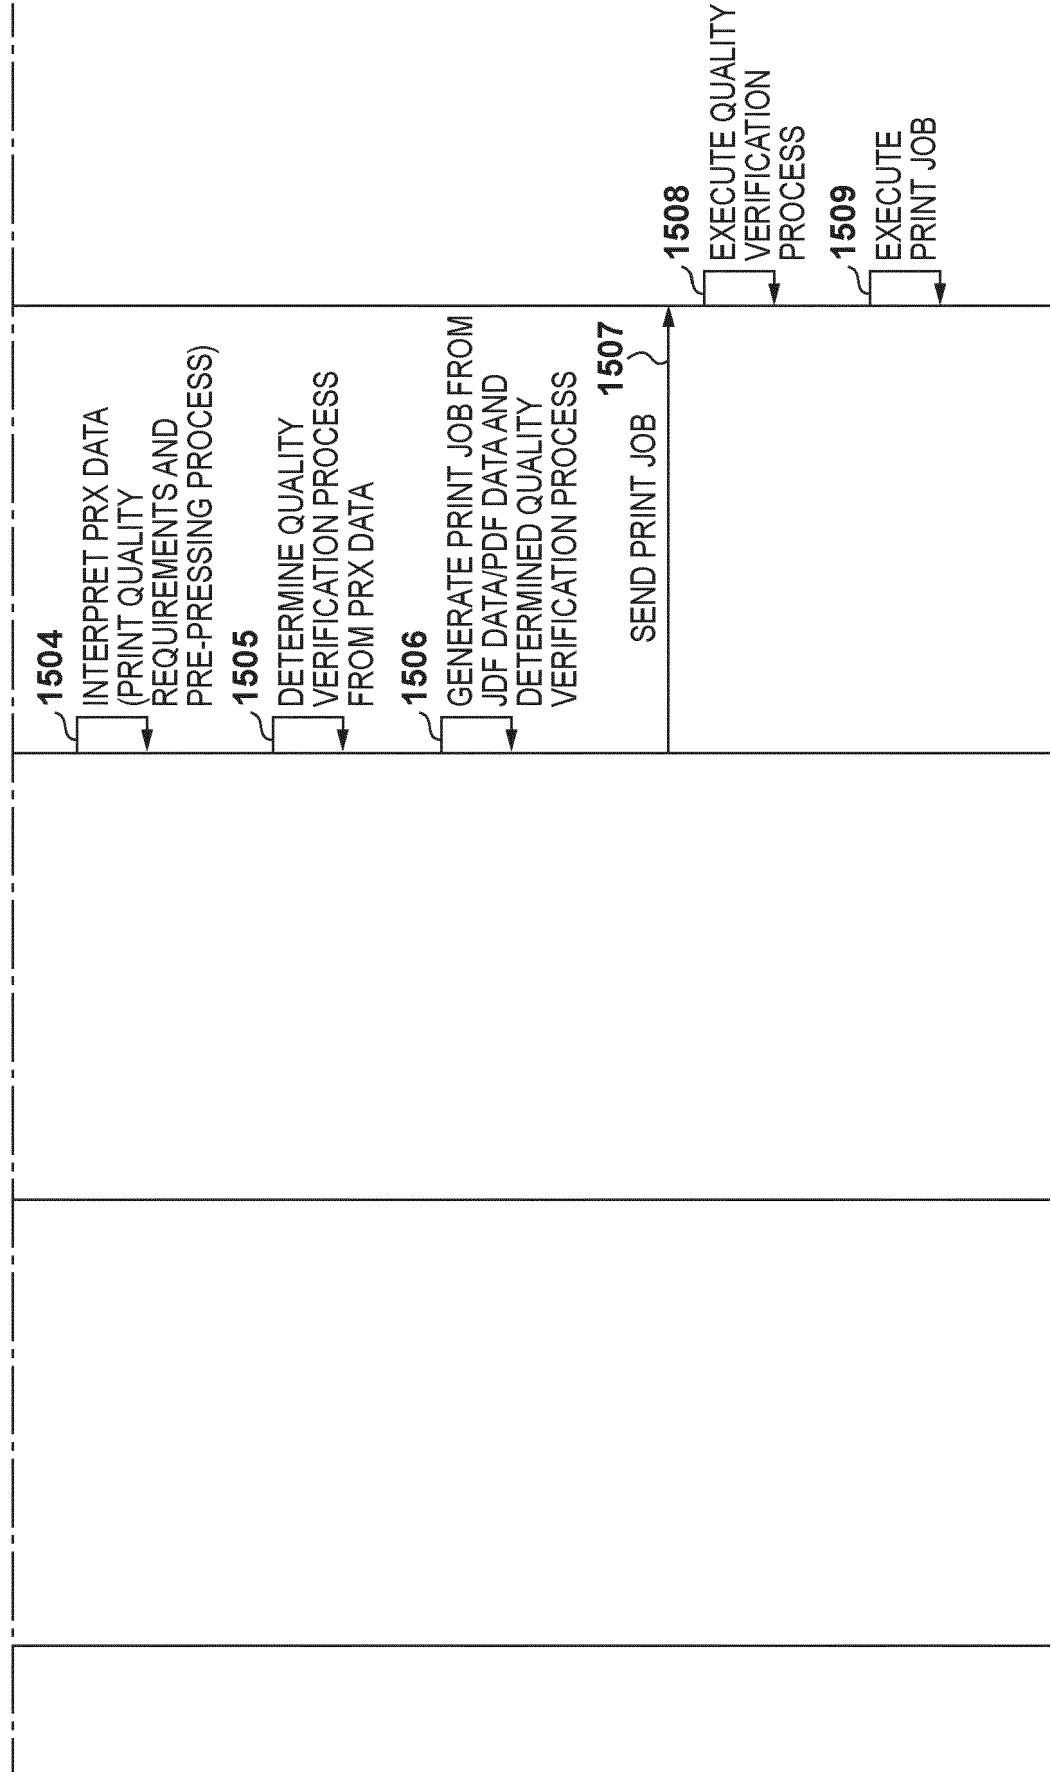 1504
INTERPRET PRX DATA
(PRINT QUALITY
REQUIREMENTS AND
PRE-PRESSING PROCESS)
1505
DETERMINE QUALITY
VERIFICATION PROCESS
FROM PRX DATA
1506
GENERATE PRINT JOB FROM
JDF DATA/PDF DATA AND
DETERMINED QUALITY
VERIFICATION PROCESS
1507
SEND PRINT JOB
1508
EXECUTE QUALITY
VERIFICATION
PROCESS
1509
EXECUTE
PRINT JOB